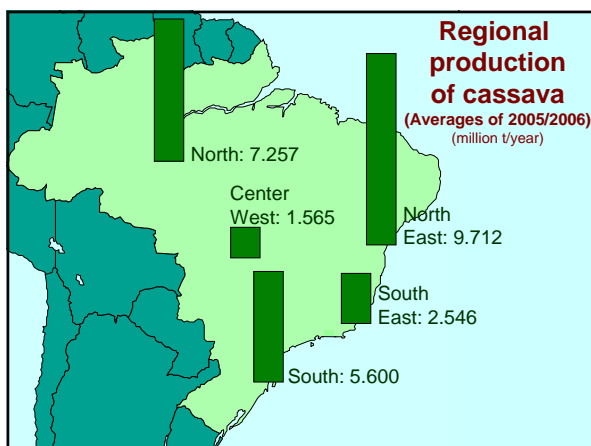 Regional
production
of cassava
(Averages of 2005/2006)
(million t/year)
North: 7.257
Center
West: 1.565
North
East: 9.712
South
East: 2.546
South: 5.600